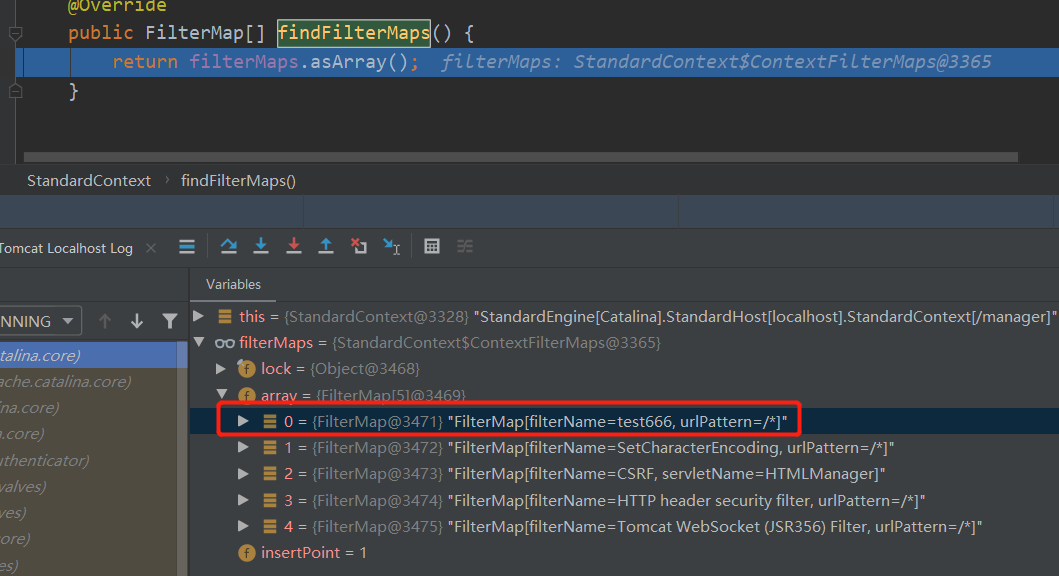 @Override
public FilterMap[] findFilterMaps() {
return filterMaps.asArray(); filterMaps: StandardContext$ContextFilterMaps@3365
}
StandardContext › findFilterMaps()
Tomcat Localhost Log ×
Variables
NNING
this = {StandardContext@3328} "StandardEngine[Catalina].StandardHost[localhost].StandardContext[/manager]"
filterMaps = {StandardContext$ContextFilterMaps@3365}
talina.core)
lock = {Object@3468}
ache.catalina.core)
array = {FilterMap[5]@3469}
ina.core)
0 = {FilterMap@3471} "FilterMap[filterName=test666, urlPattern=/*]"
n.core)
1 = {FilterMap@3472} "FilterMap[filterName=SetCharacterEncoding, urlPattern=/*]"
uthenticator)
2 = {FilterMap@3473} "FilterMap[filterName=CSRF, servletName=HTMLManager]"
valves)
3 = {FilterMap@3474} "FilterMap[filterName=HTTP header security filter, urlPattern=/*]"
ves)
4 = {FilterMap@3475} "FilterMap[filterName=Tomcat WebSocket (JSR356) Filter, urlPattern=/*]"
ore)
insertPoint = 1
es)